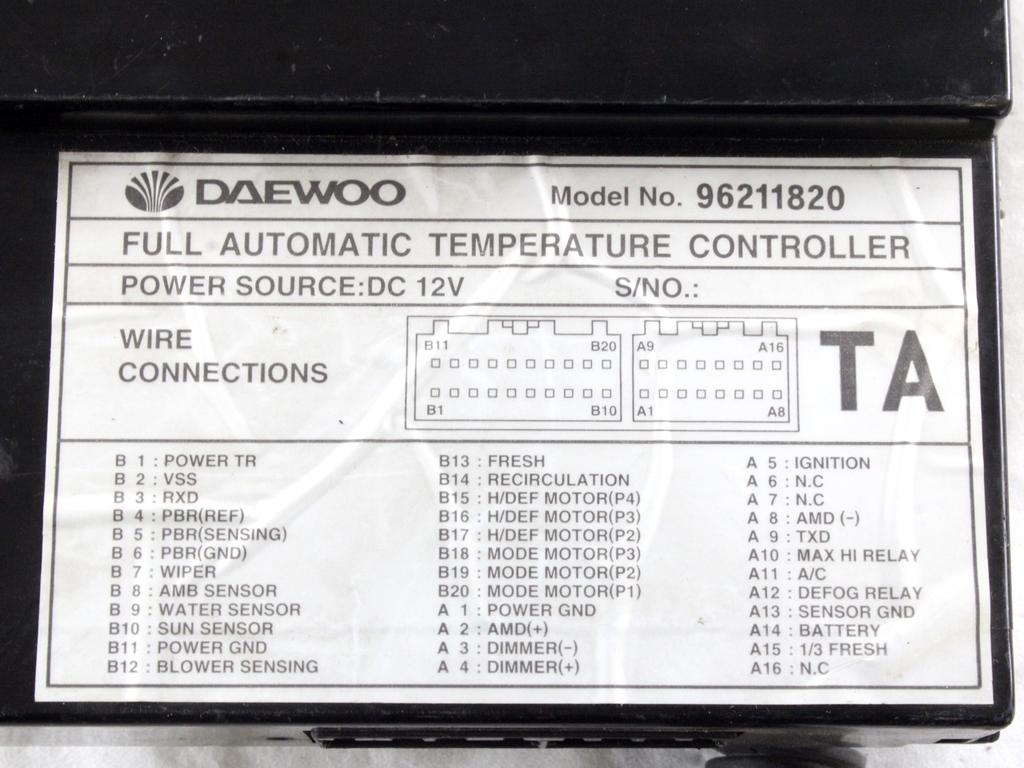 DAEWOO Model No. 96211820
FULL AUTOMATIC TEMPERATURE CONTROLLER
POWER SOURCE:DC 12V S/NO.:
WIRE
CONNECTIONS
B11 B20 A9 A16
B1 B10 A1 A8
TA
B 1 : POWER TR
B 2 : VSS
B 3 : RXD
B 4 : PBR(REF)
B 5 : PBR(SENSING)
B 6 : PBR(GND)
B 7 : WIPER
B 8 : AMB SENSOR
B 9 : WATER SENSOR
B10 : SUN SENSOR
B11 : POWER GND
B12 : BLOWER SENSING
B13 : FRESH
B14 : RECIRCULATION
B15 : H/DEF MOTOR(P4)
B16 : H/DEF MOTOR(P3)
B17 : H/DEF MOTOR(P2)
B18 : MODE MOTOR(P3)
B19 : MODE MOTOR(P2)
B20 : MODE MOTOR(P1)
A 1 : POWER GND
A 2 : AMD(+)
A 3 : DIMMER(-)
A 4 : DIMMER(+)
A 5 : IGNITION
A 6 : N.C
A 7 : N.C
A 8 : AMD (-)
A 9 : TXD
A10 : MAX HI RELAY
A11 : A/C
A12 : DEFOG RELAY
A13 : SENSOR GND
A14 : BATTERY
A15 : 1/3 FRESH
A16 : N.C